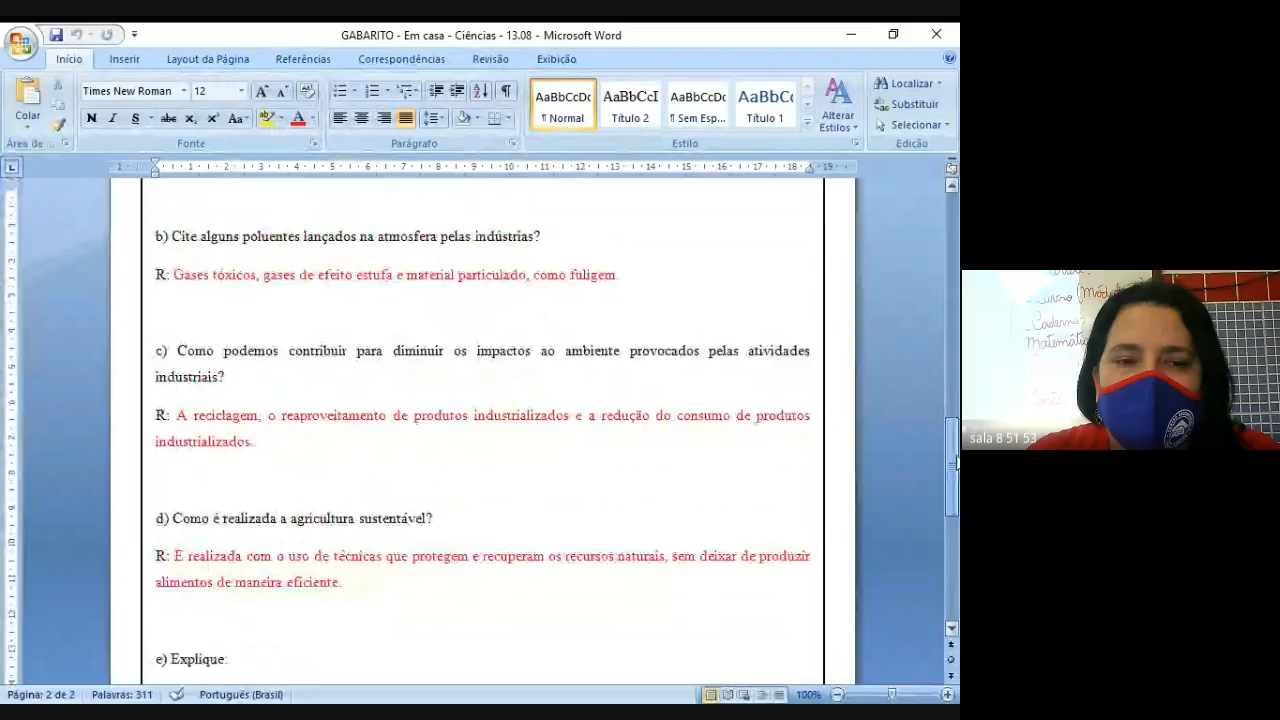 GABARITO - Em casa - Ciências - 13.08 - Microsoft Word
Início Inserir Layout da Página Referências Correspondências Revisão Exibição
Times New Roman 12
AaBbCcDc AaBbCcI AaBbCcDc AaBbC
Localizar
Substituir
Selecionar
Colar
N I S abe X₂ X² Aa
¶ Normal Título 2 ¶ Sem Esp... Título 1
Alterar
Estilos
Área de ... Fonte Parágrafo Estilo Edição
b) Cite alguns poluentes lançados na atmosfera pelas indústrias?
R: Gases tóxicos, gases de efeito estufa e material particulado, como fuligem
c) Como podemos contribuir para diminuir os impactos ao ambiente provocados pelas atividades
industriais?
R: A reciclagem, o reaproveitamento de produtos industrializados e a redução do consumo de produtos
industrializados.
d) Como é realizada a agricultura sustentável?
R: É realizada com o uso de técnicas que protegem e recuperam os recursos naturais, sem deixar de produzir
alimentos de maneira eficiente.
e) Explique:
Página: 2 de 2 Palavras: 311 Português (Brasil) 100%
Caderno
Matemátic
sala 8 51 53